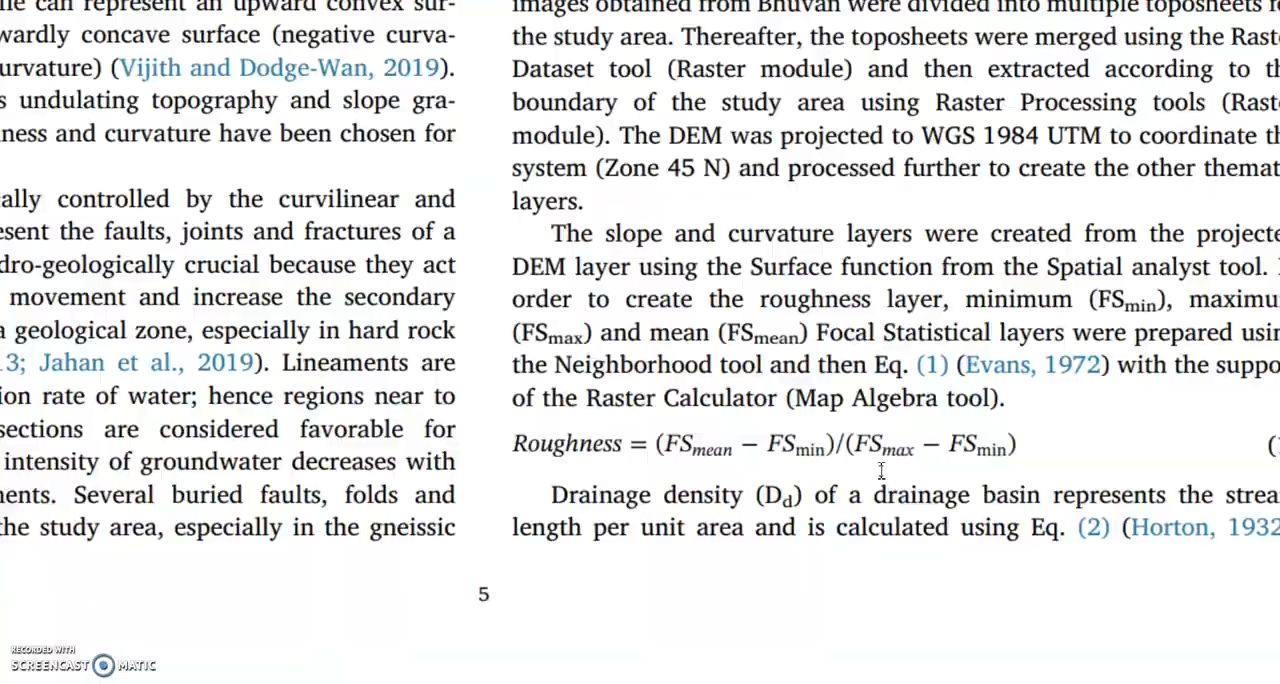 file can represent an upward convex sur-
wardly concave surface (negative curva-
urvature) (Vijith and Dodge-Wan, 2019).
s undulating topography and slope gra-
ness and curvature have been chosen for
ally controlled by the curvilinear and
esent the faults, joints and fractures of a
dro-geologically crucial because they act
movement and increase the secondary
a geological zone, especially in hard rock
13; Jahan et al., 2019). Lineaments are
ion rate of water; hence regions near to
sections are considered favorable for
intensity of groundwater decreases with
nents. Several buried faults, folds and
the study area, especially in the gneissic
images obtained from Bhuvan were divided into multiple toposheets fo
the study area. Thereafter, the toposheets were merged using the Raste
Dataset tool (Raster module) and then extracted according to th
boundary of the study area using Raster Processing tools (Raste
module). The DEM was projected to WGS 1984 UTM to coordinate th
system (Zone 45 N) and processed further to create the other themat
layers.
The slope and curvature layers were created from the projecte
DEM layer using the Surface function from the Spatial analyst tool. I
order to create the roughness layer, minimum (FSmin), maximu
(FSmax) and mean (FSmean) Focal Statistical layers were prepared usin
the Neighborhood tool and then Eq. (1) (Evans, 1972) with the suppo
of the Raster Calculator (Map Algebra tool).
Roughness = (FSmean − FSmin)/(FSmax − FSmin) (1
Drainage density (Dd) of a drainage basin represents the strea
length per unit area and is calculated using Eq. (2) (Horton, 1932
5
RECORDED WITH
SCREENCAST MATIC